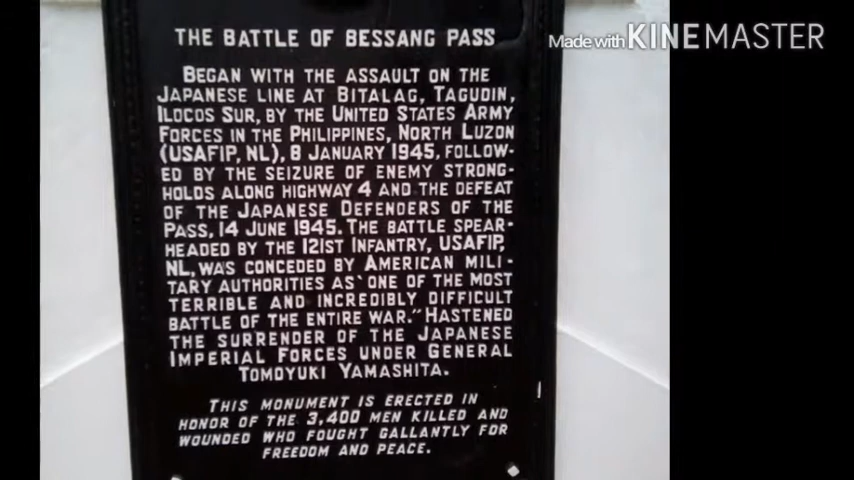 Made with KINEMASTER
THE BATTLE OF BESSANG PASS
BEGAN WITH THE ASSAULT ON THE
JAPANESE LINE AT BITALAG, TAGUDIN,
ILOCOS SUR, BY THE UNITED STATES ARMY
FORCES IN THE PHILIPPINES, NORTH LUZON
(USAFIP, NL), 8 JANUARY 1945, FOLLOW-
ED BY THE SEIZURE OF ENEMY STRONG-
HOLDS ALONG HIGHWAY 4 AND THE DEFEAT
OF THE JAPANESE DEFENDERS OF THE
PASS, 14 JUNE 1945. THE BATTLE SPEAR-
HEADED BY THE 121ST INFANTRY, USAFIP,
NL, WAS CONCEDED BY AMERICAN MILI-
TARY AUTHORITIES AS "ONE OF THE MOST
TERRIBLE AND INCREDIBLY DIFFICULT
BATTLE OF THE ENTIRE WAR." HASTENED
THE SURRENDER OF THE JAPANESE
IMPERIAL FORCES UNDER GENERAL
TOMOYUKI YAMASHITA.
THIS MONUMENT IS ERECTED IN
HONOR OF THE 3,400 MEN KILLED AND
WOUNDED WHO FOUGHT GALLANTLY FOR
FREEDOM AND PEACE.